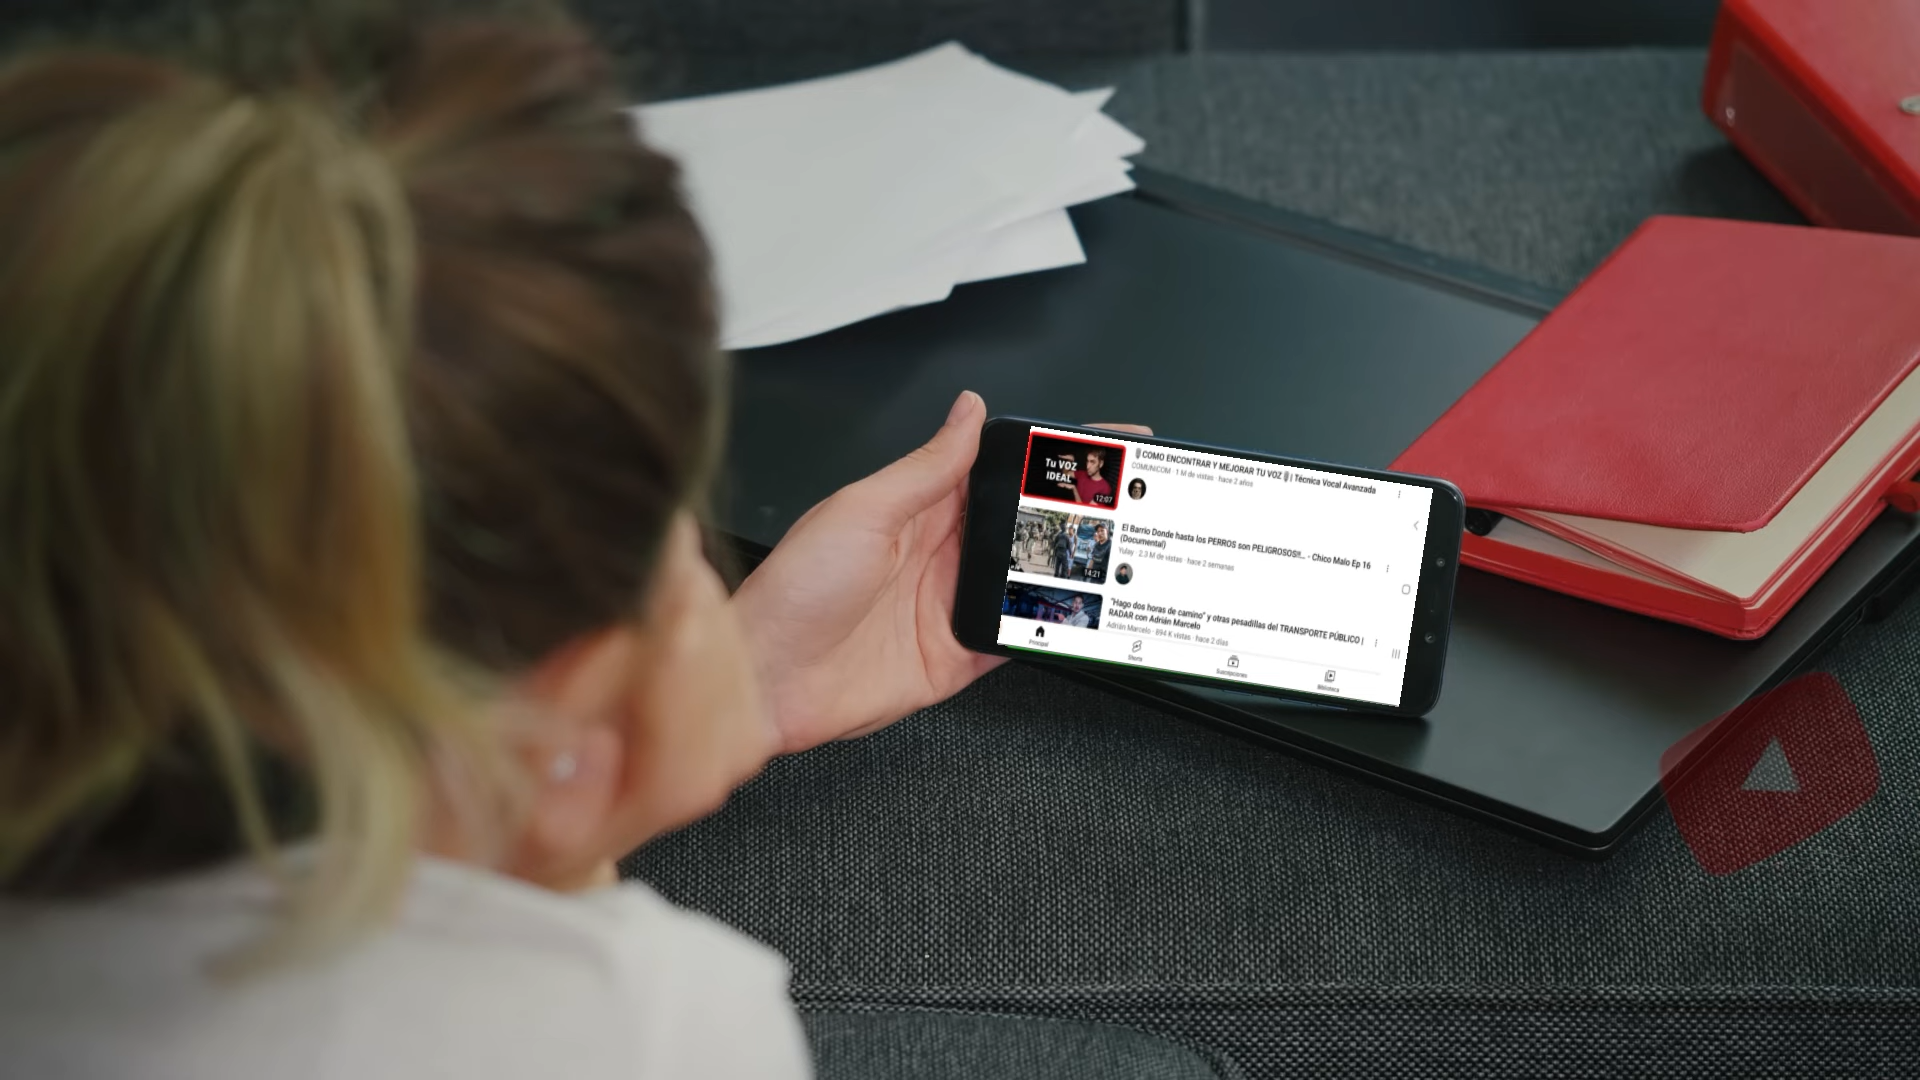 Tu VOZ
IDEAL
12:07
COMO ENCONTRAR Y MEJORAR TU VOZ | Técnica Vocal Avanzada
COMUNICOM · 1 M de vistas · hace 2 años
14:21
El Barrio Donde hasta los PERROS son PELIGROSOS!!... - Chico Malo Ep 16
(Documental)
Yulay · 2.3 M de vistas · hace 2 semanas
"Hago dos horas de camino" y otras pesadillas del TRANSPORTE PÚBLICO |
RADAR con Adrián Marcelo
Adrián Marcelo · 894 K vistas · hace 2 días
Principal
Shorts
Suscripciones
Biblioteca